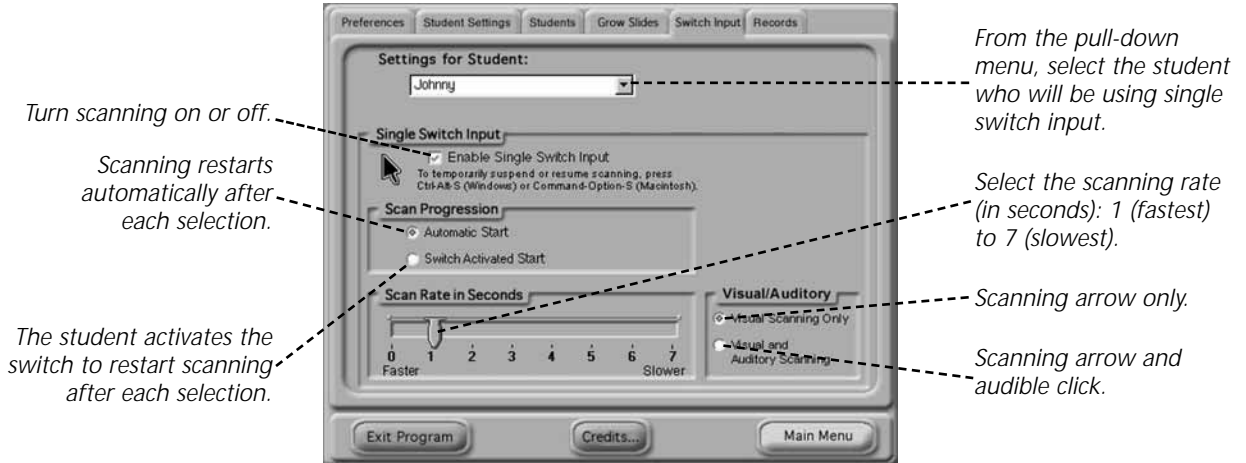 Preferences
Student Settings
Students
Grow Slides
Switch Input
Records
Settings for Student:
Johnny
Single Switch Input
Enable Single Switch Input
To temporarily suspend or resume scanning, press
Ctrl-Alt-S (Windows) or Command-Option-S (Macintosh).
Scan Progression
Automatic Start
Switch Activated Start
Scan Rate in Seconds
0 1 2 3 4 5 6 7
Faster Slower
Visual/Auditory
Visual Scanning Only
Visual and
Auditory Scanning
Exit Program
Credits...
Main Menu
Turn scanning on or off.
Scanning restarts
automatically after
each selection.
The student activates the
switch to restart scanning
after each selection.
From the pull-down
menu, select the student
who will be using single
switch input.
Select the scanning rate
(in seconds): 1 (fastest)
to 7 (slowest).
Scanning arrow only.
Scanning arrow and
audible click.